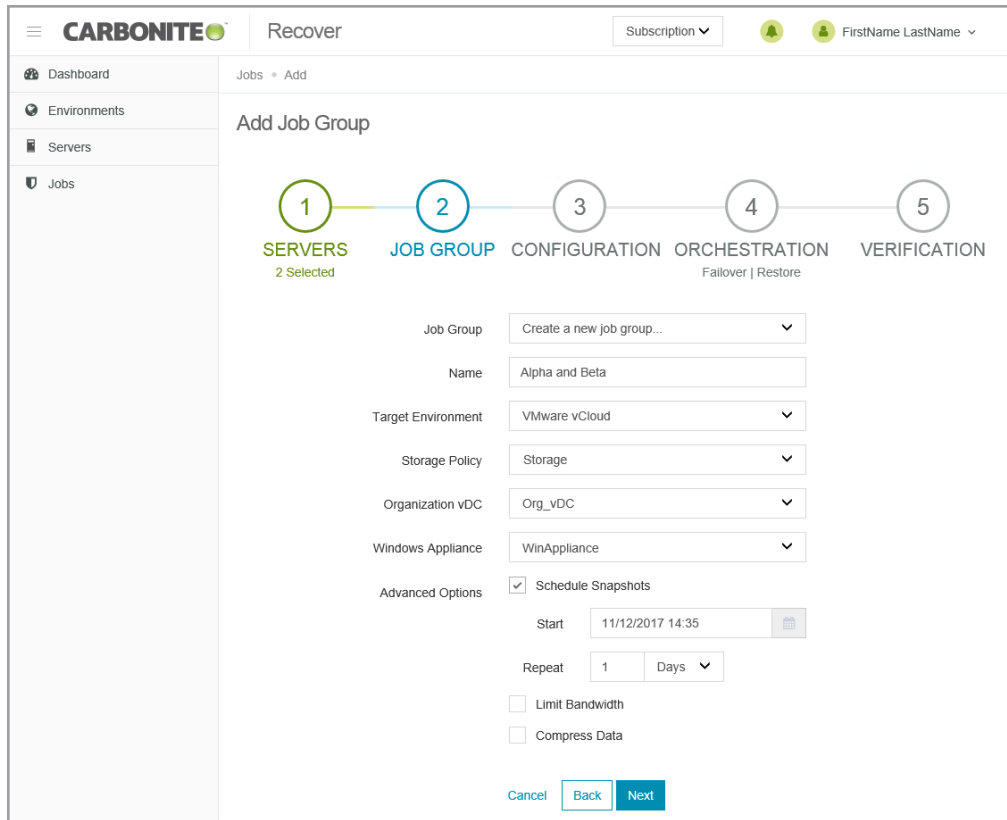 CARBONITE Recover Subscription FirstName LastName
Dashboard
Environments
Servers
Jobs
Jobs • Add
Add Job Group
1 2 3 4 5
SERVERS JOB GROUP CONFIGURATION ORCHESTRATION VERIFICATION
2 Selected Failover | Restore
Job Group Create a new job group...
Name Alpha and Beta
Target Environment VMware vCloud
Storage Policy Storage
Organization vDC Org_vDC
Windows Appliance WinAppliance
Advanced Options Schedule Snapshots
Start 11/12/2017 14:35
Repeat 1 Days
Limit Bandwidth
Compress Data
Cancel Back Next